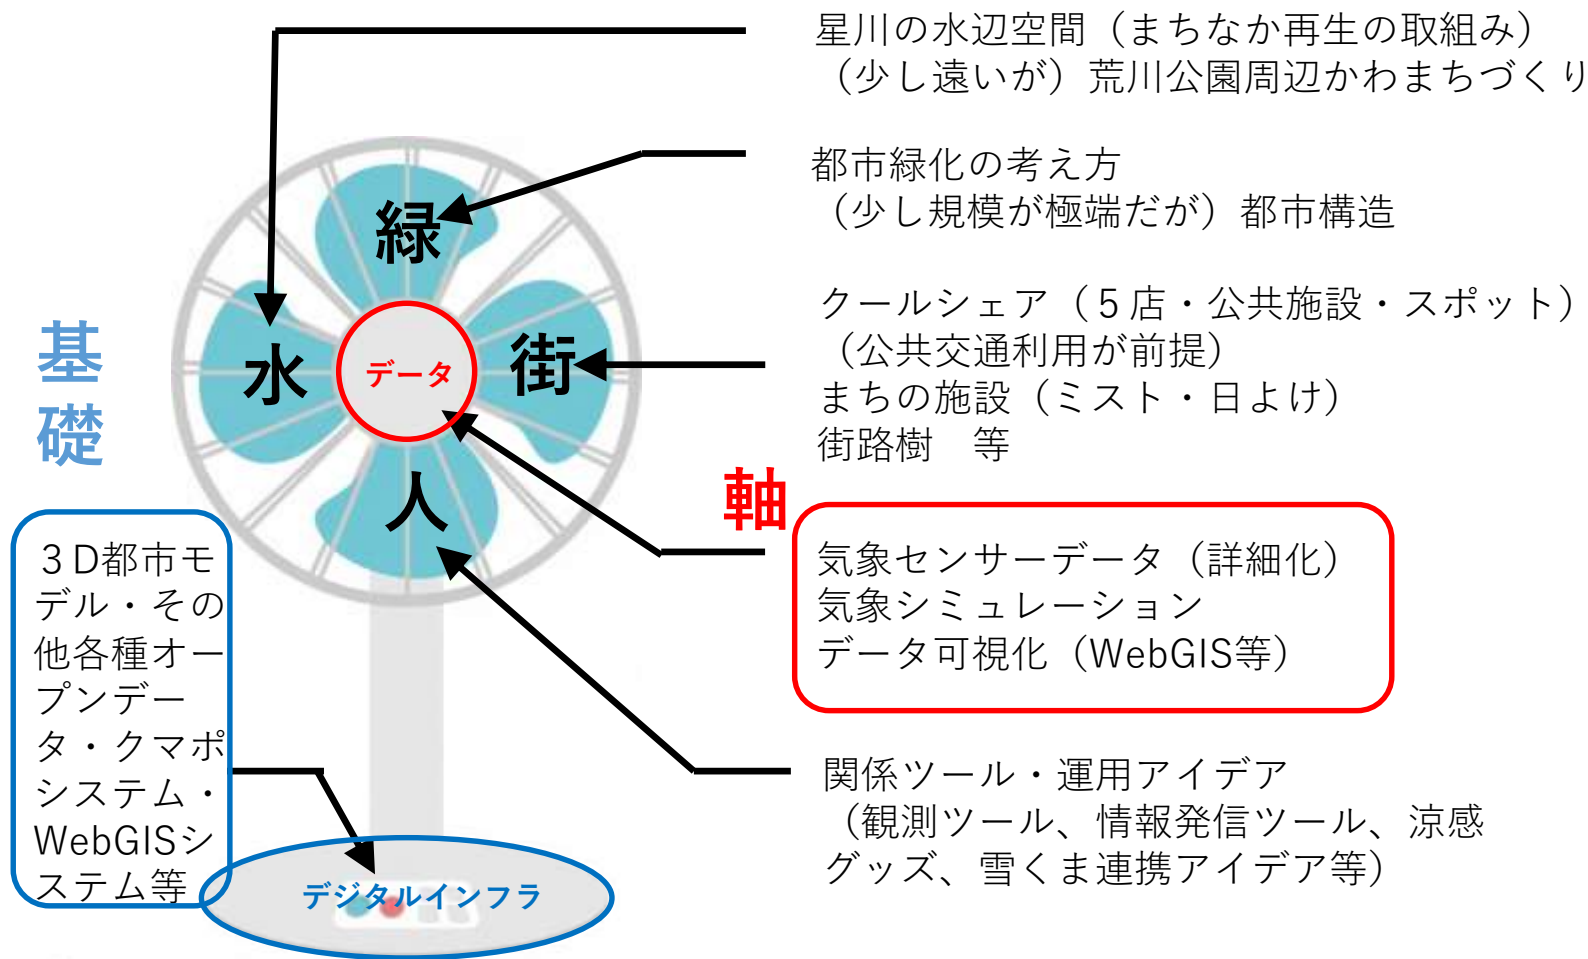 星川の水辺空間（まちなか再生の取組み）
（少し遠いが）荒川公園周辺かわまちづくり
都市緑化の考え方
（少し規模が極端だが）都市構造
クールシェア（５店・公共施設・スポット）
（公共交通利用が前提）
まちの施設（ミスト・日よけ）
街路樹　等
緑
水
データ
街
人
基
礎
軸
気象センサーデータ（詳細化）
気象シミュレーション
データ可視化（WebGIS等）
３D都市モ
デル・その
他各種オー
プンデー
タ・クマポ
システム・
WebGISシ
ステム等
関係ツール・運用アイデア
（観測ツール、情報発信ツール、涼感
グッズ、雪くま連携アイデア等）
デジタルインフラ